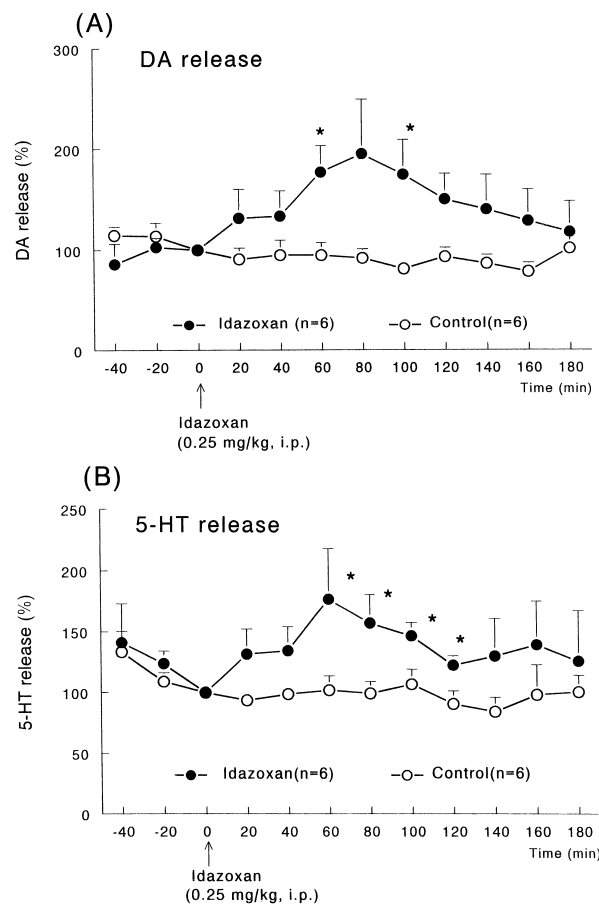 (A)
DA release
300
200
100
0
DA release (%)
*
*
Idazoxan (n=6)
Control(n=6)
-40 -20 0 20 40 60 80 100 120 140 160 180
Time (min)
Idazoxan
(0.25 mg/kg, i.p.)
(B)
5-HT release
250
200
150
100
50
0
5-HT release (%)
* * * *
Idazoxan(n=6)
Control(n=6)
-40 -20 0 20 40 60 80 100 120 140 160 180
Time (min)
Idazoxan
(0.25 mg/kg, i.p.)